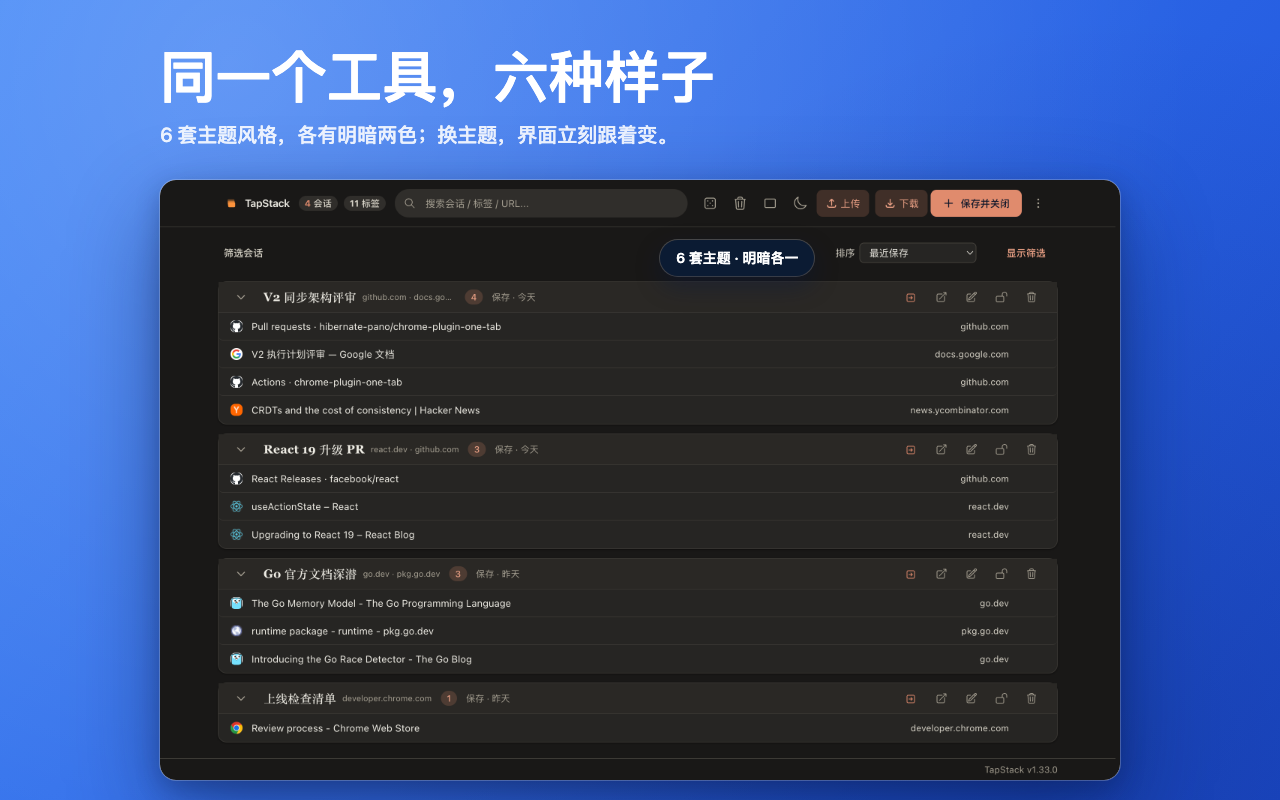 同一个工具，六种样子
6 套主题风格，各有明暗两色；换主题，界面立刻跟着变。
TapStack 4 会话 11 标签 搜索会话 / 标签 / URL... 上传 下载 保存并关闭
筛选会话 6 套主题 · 明暗各一 排序 最近保存 显示筛选
V2 同步架构评审 github.com · docs.go... 4 保存 · 今天
Pull requests · hibernate-pano/chrome-plugin-one-tab github.com
V2 执行计划评审 — Google 文档 docs.google.com
Actions · chrome-plugin-one-tab github.com
CRDTs and the cost of consistency | Hacker News news.ycombinator.com
React 19 升级 PR react.dev · github.com 3 保存 · 今天
React Releases · facebook/react github.com
useActionState – React react.dev
Upgrading to React 19 – React Blog react.dev
Go 官方文档深潜 go.dev · pkg.go.dev 3 保存 · 昨天
The Go Memory Model - The Go Programming Language go.dev
runtime package - runtime - pkg.go.dev pkg.go.dev
Introducing the Go Race Detector - The Go Blog go.dev
上线检查清单 developer.chrome.com 1 保存 · 昨天
Review process - Chrome Web Store developer.chrome.com
TapStack v1.33.0